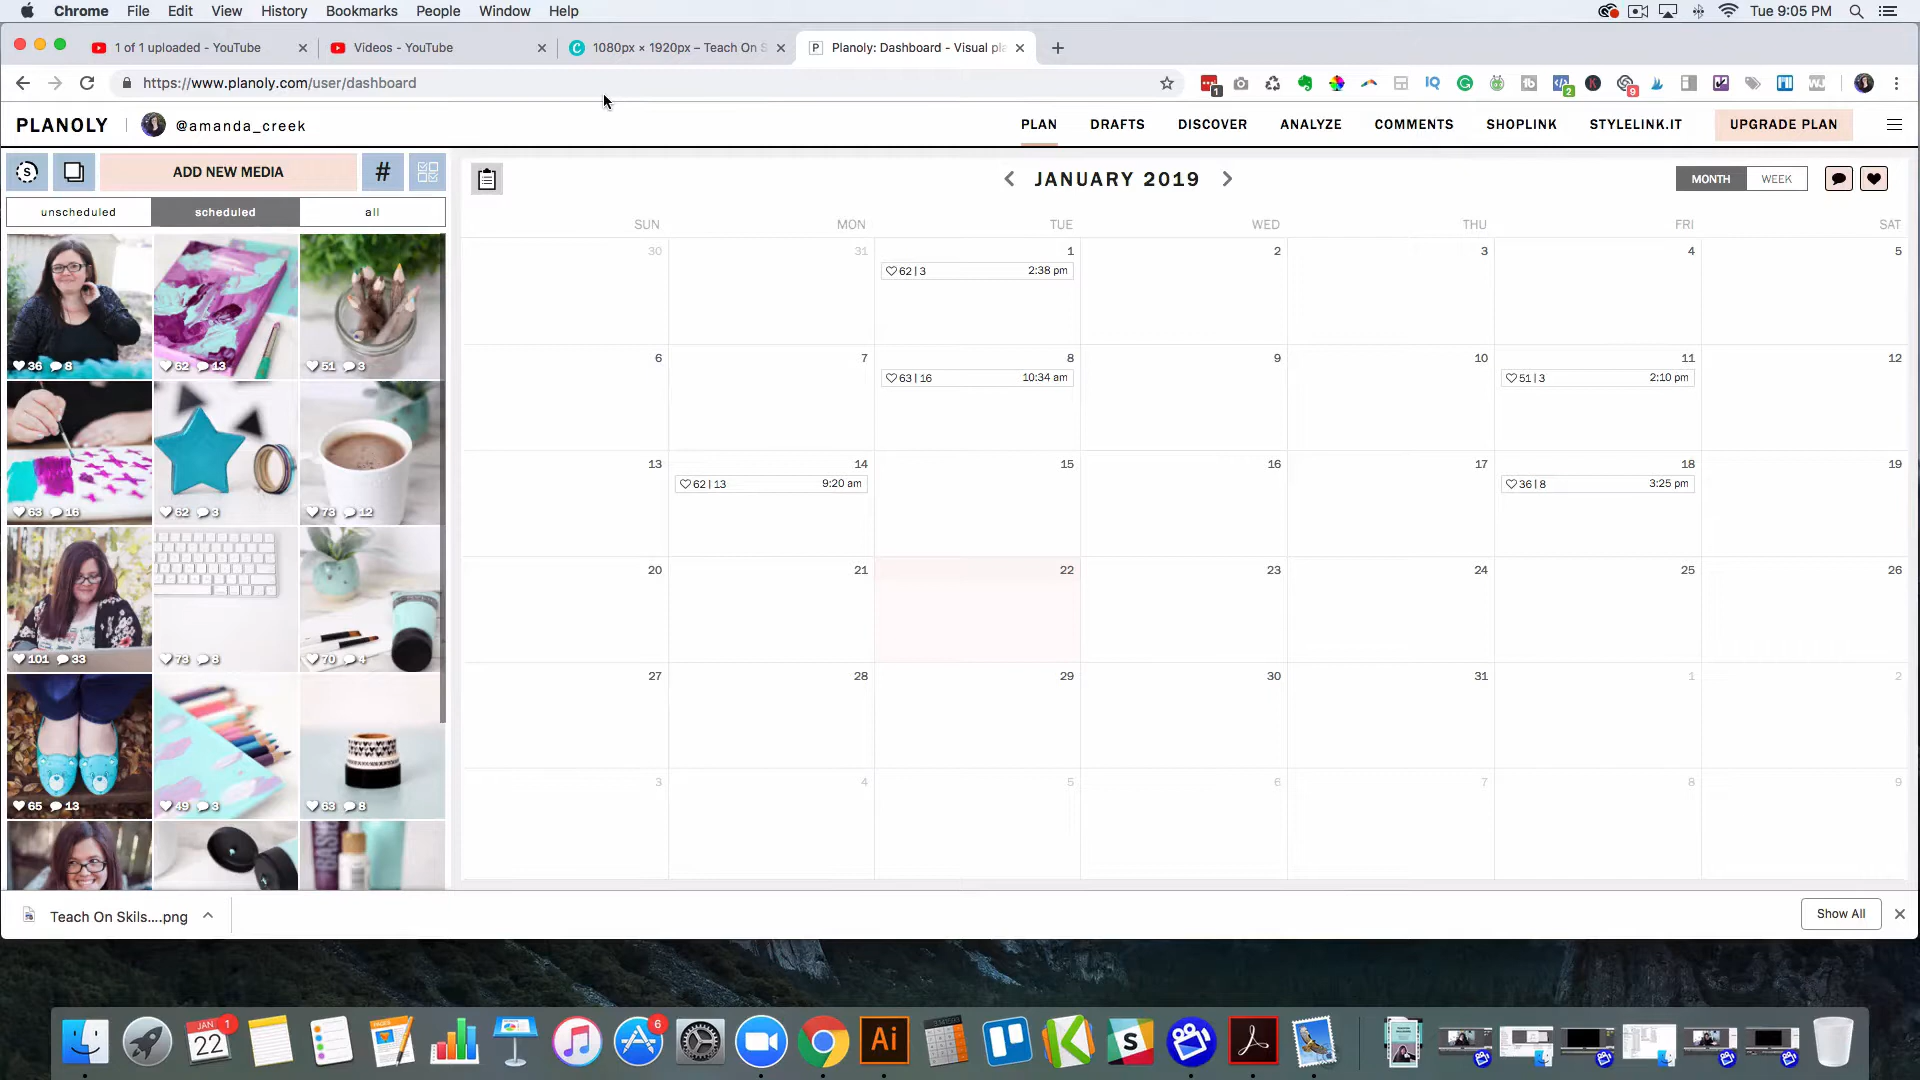 Chrome File Edit View History Bookmarks People Window Help Tue 9:05 PM
1 of 1 uploaded - YouTube Videos - YouTube 1080px × 1920px – Teach On S Planoly: Dashboard - Visual pla
https://www.planoly.com/user/dashboard
PLANOLY @amanda_creek PLAN DRAFTS DISCOVER ANALYZE COMMENTS SHOPLINK STYLELINK.IT UPGRADE PLAN
S ADD NEW MEDIA # JANUARY 2019 MONTH WEEK
unscheduled scheduled all
SUN MON TUE WED THU FRI SAT
30 31 1 2 3 4 5
62 | 3 2:38 pm
36 8 62 13 51 3
6 7 8 9 10 11 12
63 | 16 10:34 am 51 | 3 2:10 pm
63 16 62 3 73 12
13 14 15 16 17 18 19
62 | 13 9:20 am 36 | 8 3:25 pm
20 21 22 23 24 25 26
101 33 73 8 70 4
27 28 29 30 31 1 2
65 13 49 3 63 8
3 4 5 6 7 8 9
BASIC
Teach On Skils....png Show All
JAN 22 1
PAGES
6
Ai
S